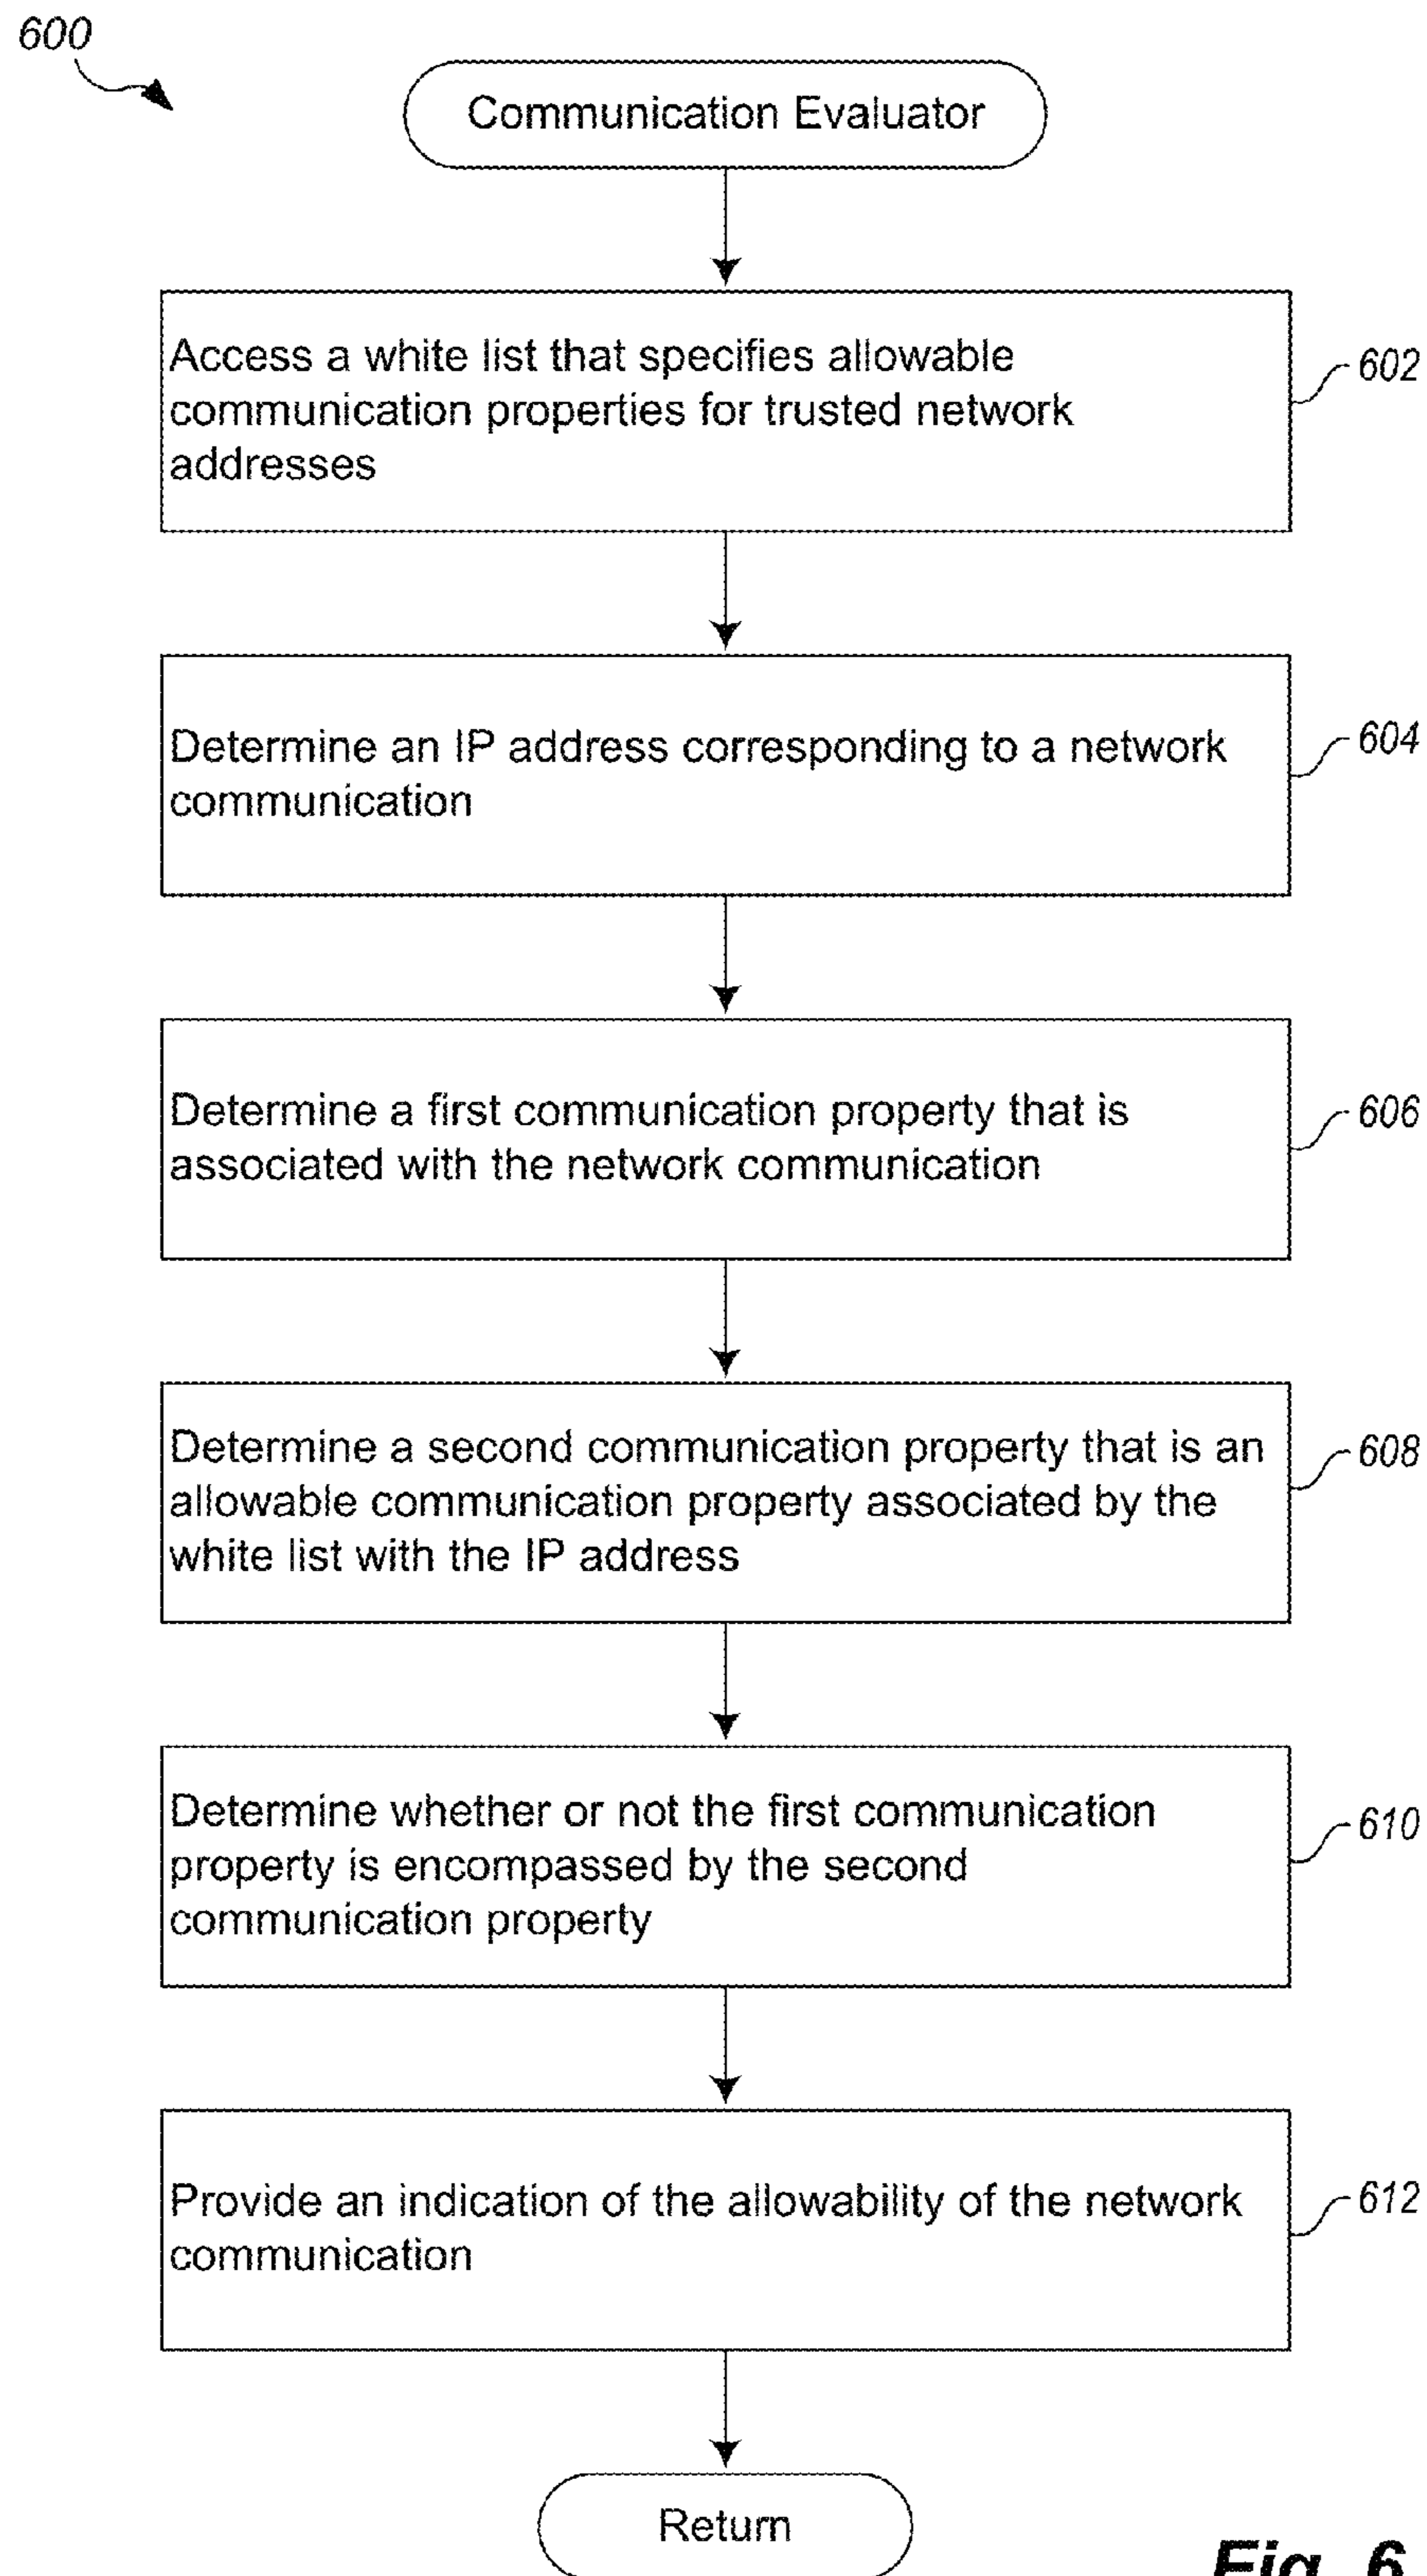 600
Communication Evaluator
Access a white list that specifies allowable
communication properties for trusted network
addresses
602
Determine an IP address corresponding to a network
communication
604
Determine a first communication property that is
associated with the network communication
606
Determine a second communication property that is an
allowable communication property associated by the
white list with the IP address
608
Determine whether or not the first communication
property is encompassed by the second
communication property
610
Provide an indication of the allowability of the network
communication
612
Return
Fig. 6